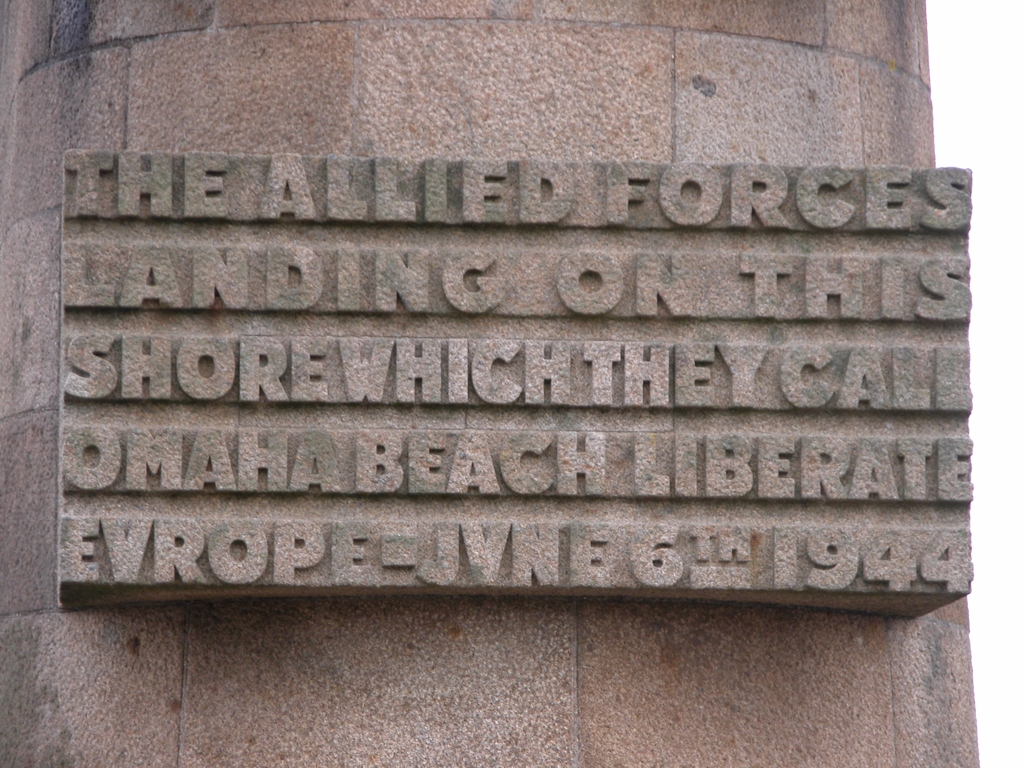 THE ALLIED FORCES
LANDING ON THIS
SHORE WHICH THEY CALL
OMAHA BEACH LIBERATE
EVROPE - JVNE 6TH 1944